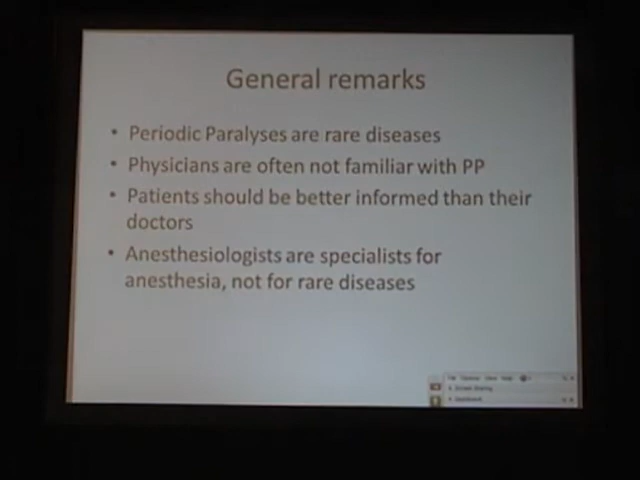 General remarks
• Periodic Paralyses are rare diseases
• Physicians are often not familiar with PP
• Patients should be better informed than their
doctors
• Anesthesiologists are specialists for
anesthesia, not for rare diseases